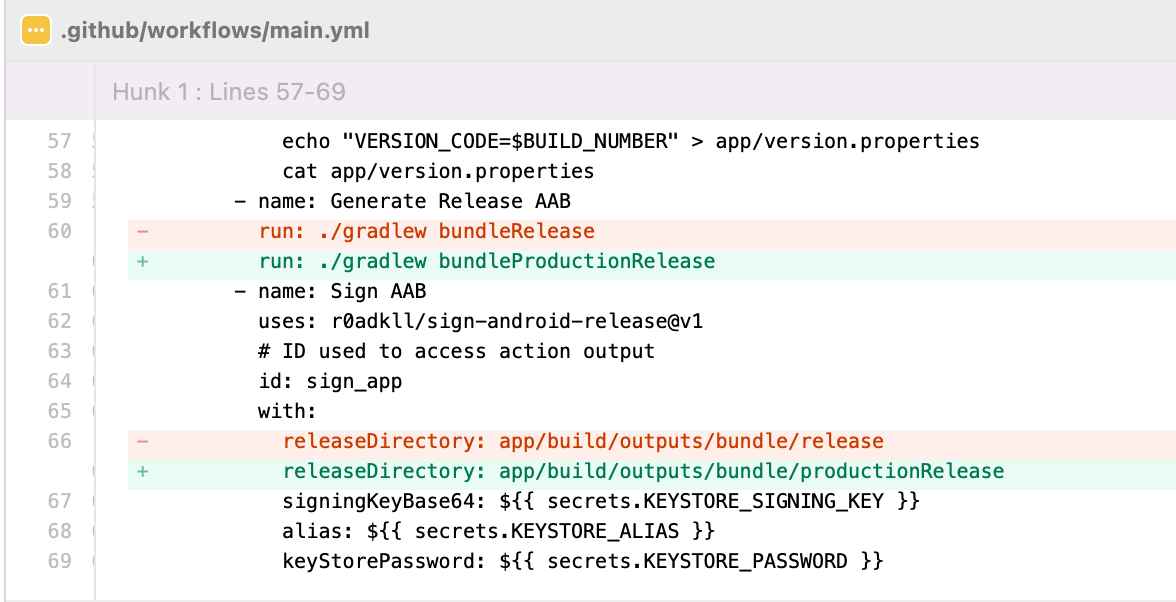 .github/workflows/main.yml
Hunk 1 : Lines 57-69
57 echo "VERSION_CODE=$BUILD_NUMBER" > app/version.properties
58 cat app/version.properties
59 - name: Generate Release AAB
60 - run: ./gradlew bundleRelease
+ run: ./gradlew bundleProductionRelease
61 - name: Sign AAB
62 uses: r0adkll/sign-android-release@v1
63 # ID used to access action output
64 id: sign_app
65 with:
66 - releaseDirectory: app/build/outputs/bundle/release
+ releaseDirectory: app/build/outputs/bundle/productionRelease
67 signingKeyBase64: ${{ secrets.KEYSTORE_SIGNING_KEY }}
68 alias: ${{ secrets.KEYSTORE_ALIAS }}
69 keyStorePassword: ${{ secrets.KEYSTORE_PASSWORD }}